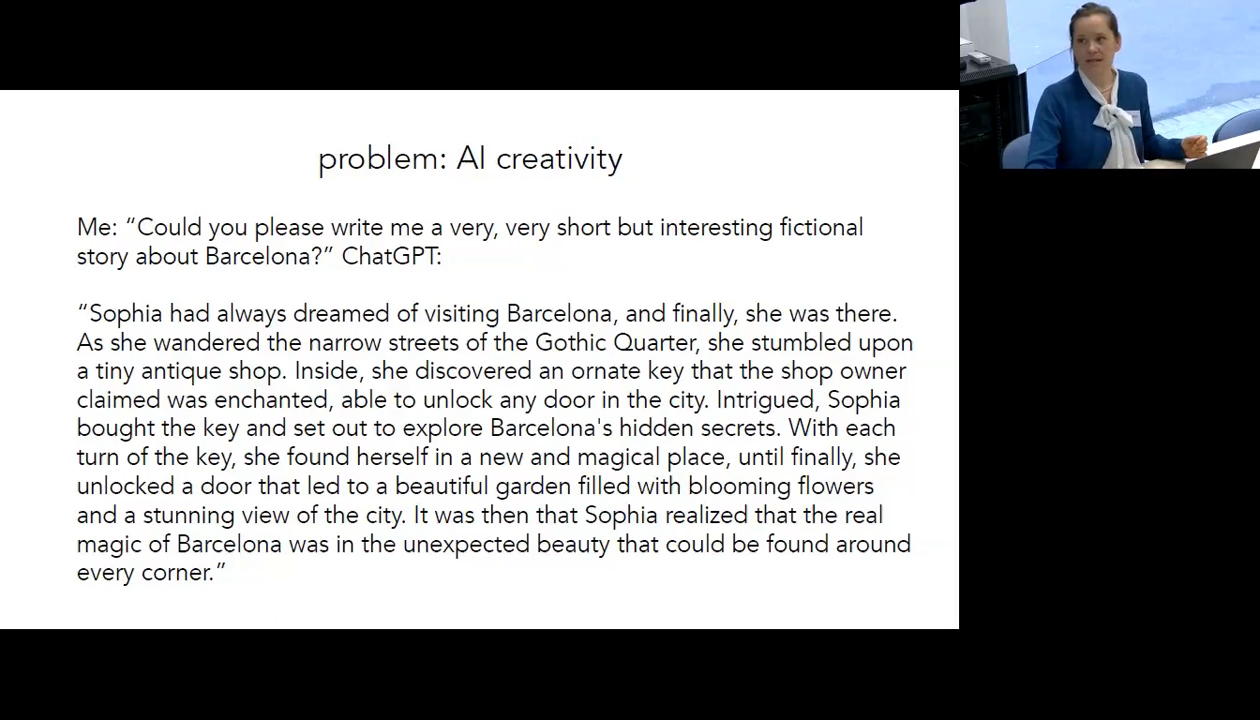 problem: AI creativity
Me: “Could you please write me a very, very short but interesting fictional
story about Barcelona?” ChatGPT:
“Sophia had always dreamed of visiting Barcelona, and finally, she was there.
As she wandered the narrow streets of the Gothic Quarter, she stumbled upon
a tiny antique shop. Inside, she discovered an ornate key that the shop owner
claimed was enchanted, able to unlock any door in the city. Intrigued, Sophia
bought the key and set out to explore Barcelona's hidden secrets. With each
turn of the key, she found herself in a new and magical place, until finally, she
unlocked a door that led to a beautiful garden filled with blooming flowers
and a stunning view of the city. It was then that Sophia realized that the real
magic of Barcelona was in the unexpected beauty that could be found around
every corner.”